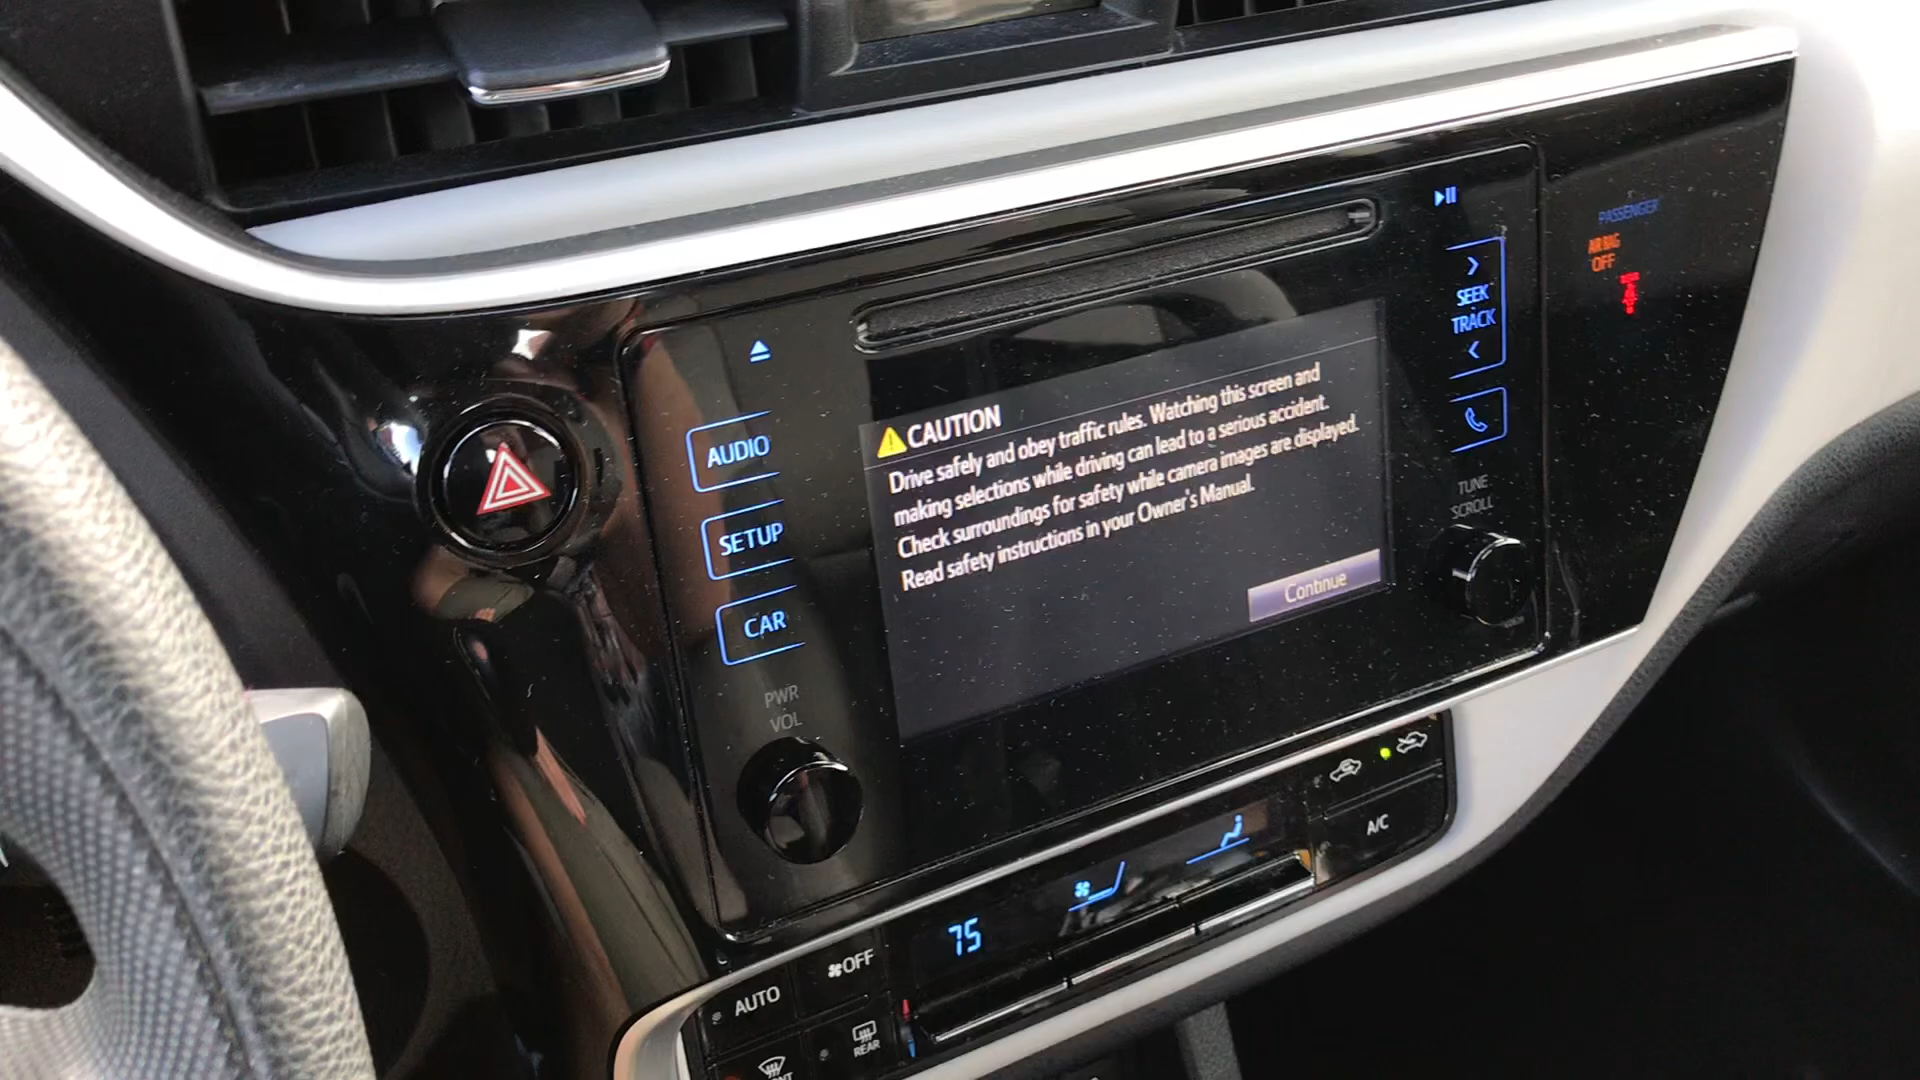 PASSENGER
AIR BAG
OFF
SEEK
TRACK
AUDIO
SETUP
CAR
CAUTION
Drive safely and obey traffic rules. Watching this screen and
making selections while driving can lead to a serious accident.
Check surroundings for safety while camera images are displayed.
Read safety instructions in your Owner's Manual.
Continue
TUNE
SCROLL
PWR
VOL
A/C
75
OFF
AUTO
REAR